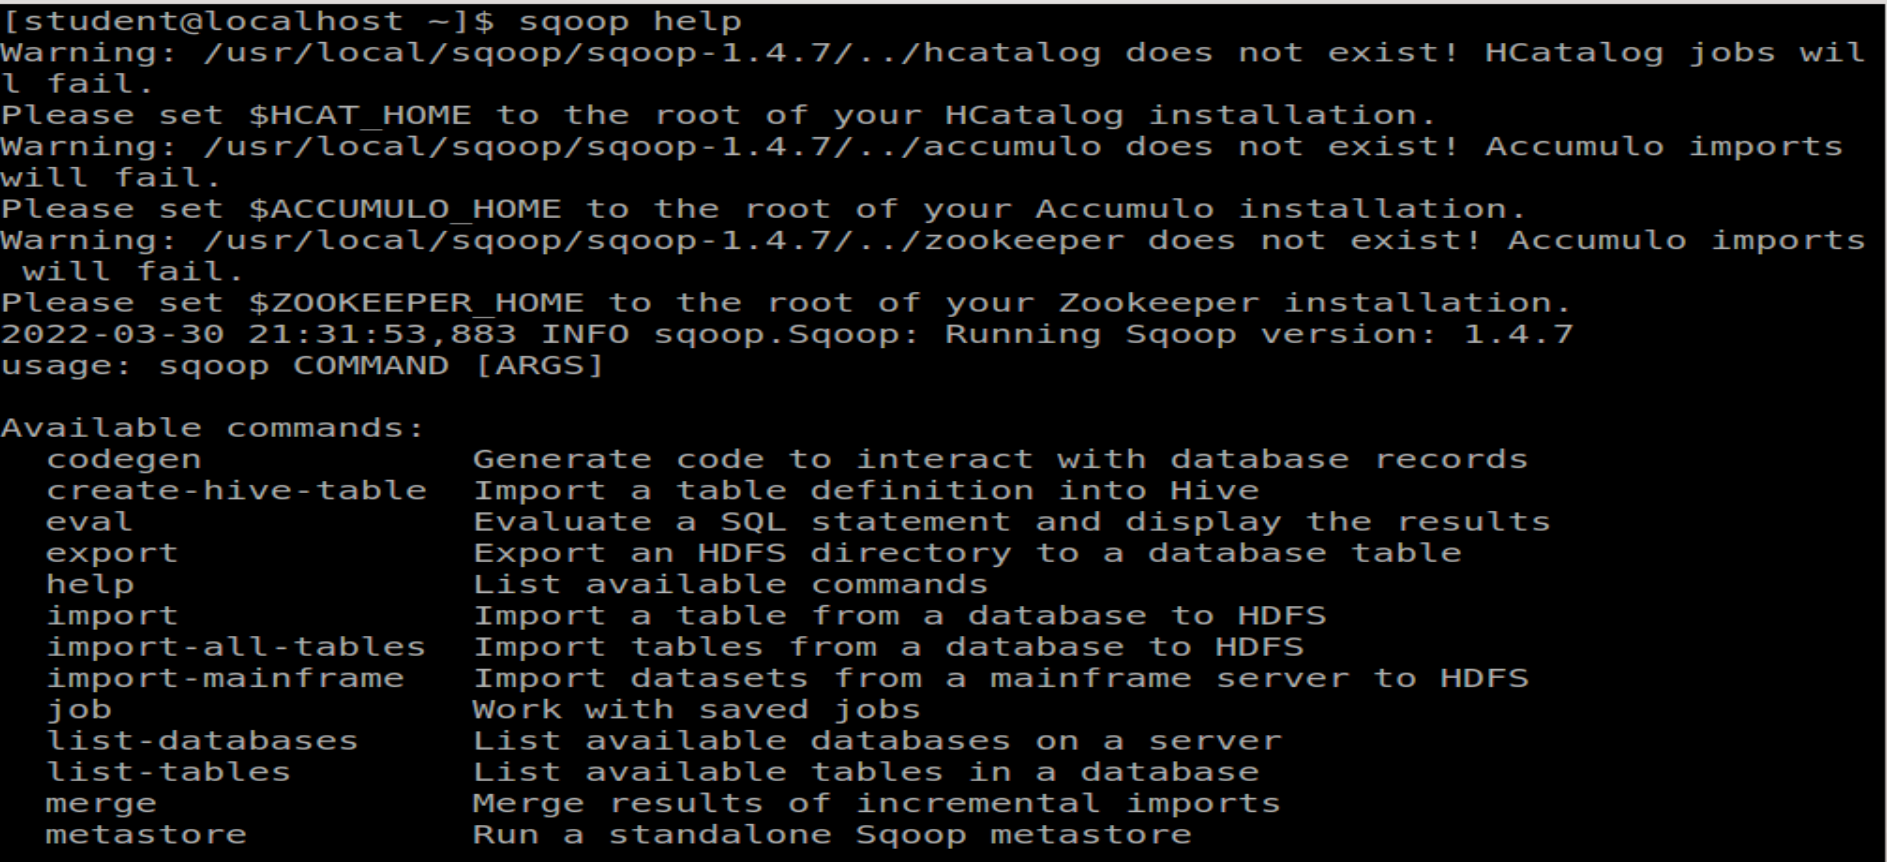 [student@localhost ~]$ sqoop help
Warning: /usr/local/sqoop/sqoop-1.4.7/../hcatalog does not exist! HCatalog jobs wil
l fail.
Please set $HCAT_HOME to the root of your HCatalog installation.
Warning: /usr/local/sqoop/sqoop-1.4.7/../accumulo does not exist! Accumulo imports
will fail.
Please set $ACCUMULO_HOME to the root of your Accumulo installation.
Warning: /usr/local/sqoop/sqoop-1.4.7/../zookeeper does not exist! Accumulo imports
 will fail.
Please set $ZOOKEEPER_HOME to the root of your Zookeeper installation.
2022-03-30 21:31:53,883 INFO sqoop.Sqoop: Running Sqoop version: 1.4.7
usage: sqoop COMMAND [ARGS]

Available commands:
  codegen            Generate code to interact with database records
  create-hive-table  Import a table definition into Hive
  eval               Evaluate a SQL statement and display the results
  export             Export an HDFS directory to a database table
  help               List available commands
  import             Import a table from a database to HDFS
  import-all-tables  Import tables from a database to HDFS
  import-mainframe   Import datasets from a mainframe server to HDFS
  job                Work with saved jobs
  list-databases     List available databases on a server
  list-tables        List available tables in a database
  merge              Merge results of incremental imports
  metastore          Run a standalone Sqoop metastore